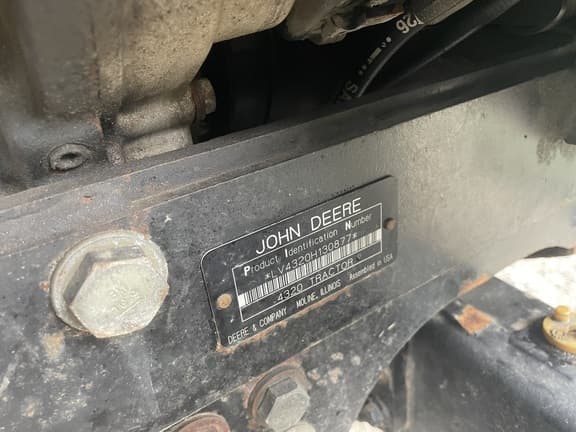 JOHN DEERE
Product Identification Number
P I N
*LV4320H130877*
4320 TRACTOR
DEERE & COMPANY MOLINE, ILLINOIS Assembled in USA